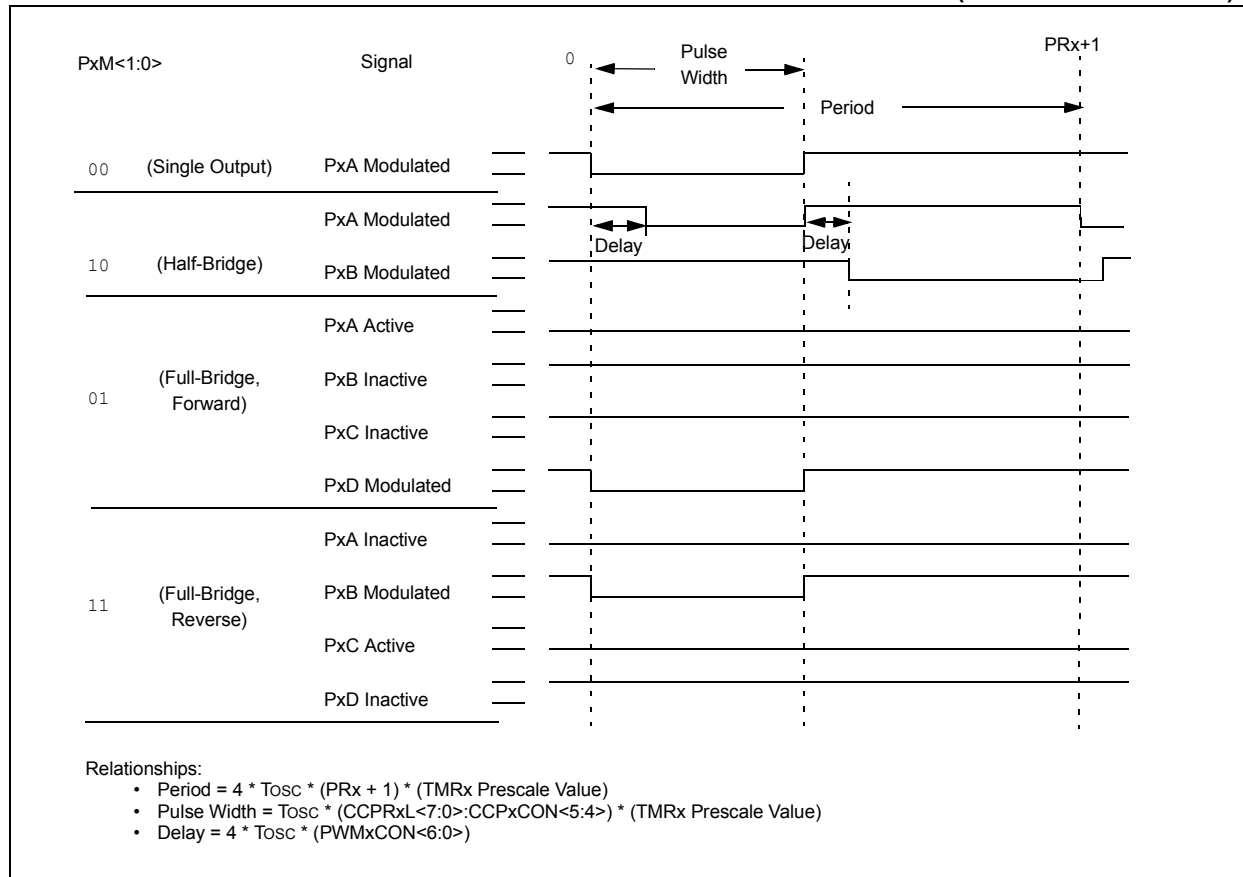 PxM<1:0>
Signal
0
Pulse
Width
PRx+1
Period
00
(Single Output)
PxA Modulated
PxA Modulated
Delay
Delay
10
(Half-Bridge)
PxB Modulated
PxA Active
01
(Full-Bridge,
Forward)
PxB Inactive
PxC Inactive
PxD Modulated
PxA Inactive
11
(Full-Bridge,
Reverse)
PxB Modulated
PxC Active
PxD Inactive
Relationships:
• Period = 4 * TOSC * (PRx + 1) * (TMRx Prescale Value)
• Pulse Width = TOSC * (CCPRxL<7:0>:CCPxCON<5:4>) * (TMRx Prescale Value)
• Delay = 4 * TOSC * (PWMxCON<6:0>)